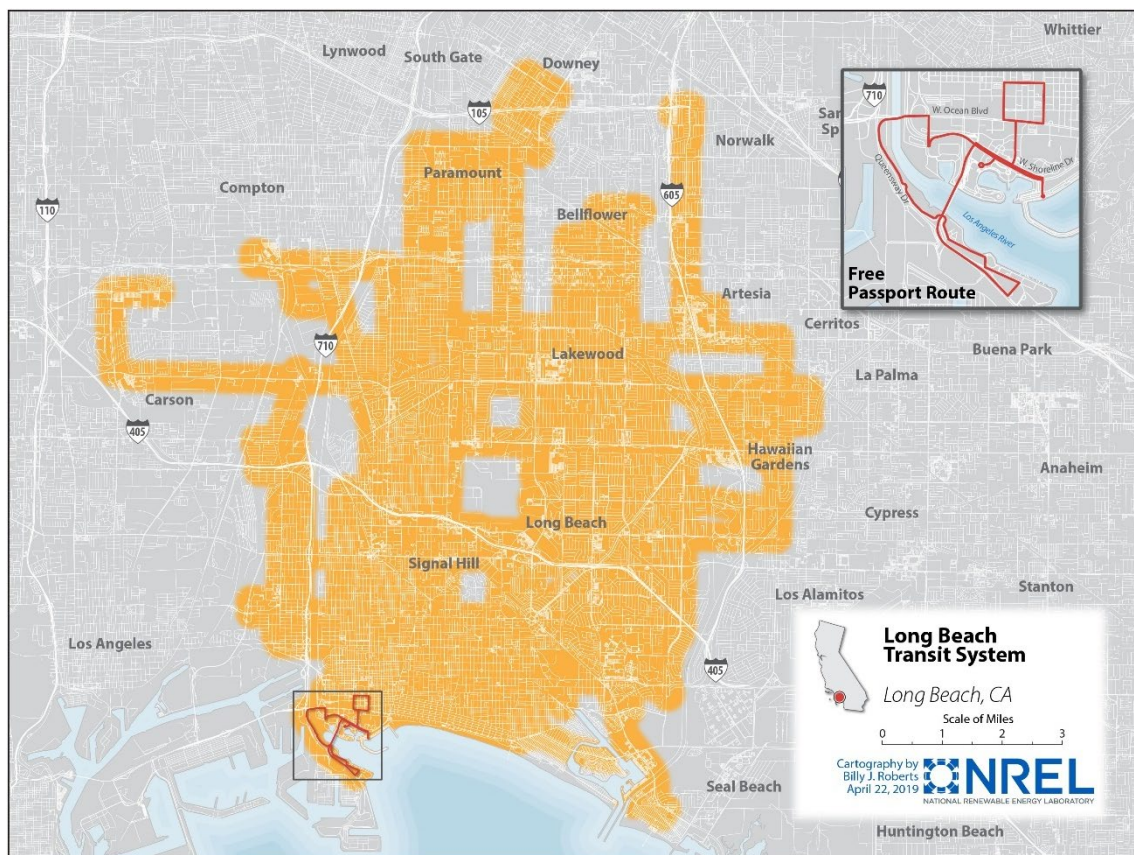 Whittier
Lynwood
South Gate
Downey
105
710
W. Ocean Blvd
W. Shoreline Dr
Queensway Dr
Los Angeles River
Free
Passport Route
Norwalk
Paramount
Compton
110
605
Bellflower
Artesia
Cerritos
Buena Park
710
Lakewood
La Palma
Carson
405
Hawaiian
Gardens
Anaheim
Cypress
Long Beach
Signal Hill
Stanton
Los Alamitos
Los Angeles
405
Seal Beach
Huntington Beach
Long Beach
Transit System
Long Beach, CA
Scale of Miles
0 1 2 3
Cartography by
Billy J. Roberts
April 22, 2019
NREL
NATIONAL RENEWABLE ENERGY LABORATORY